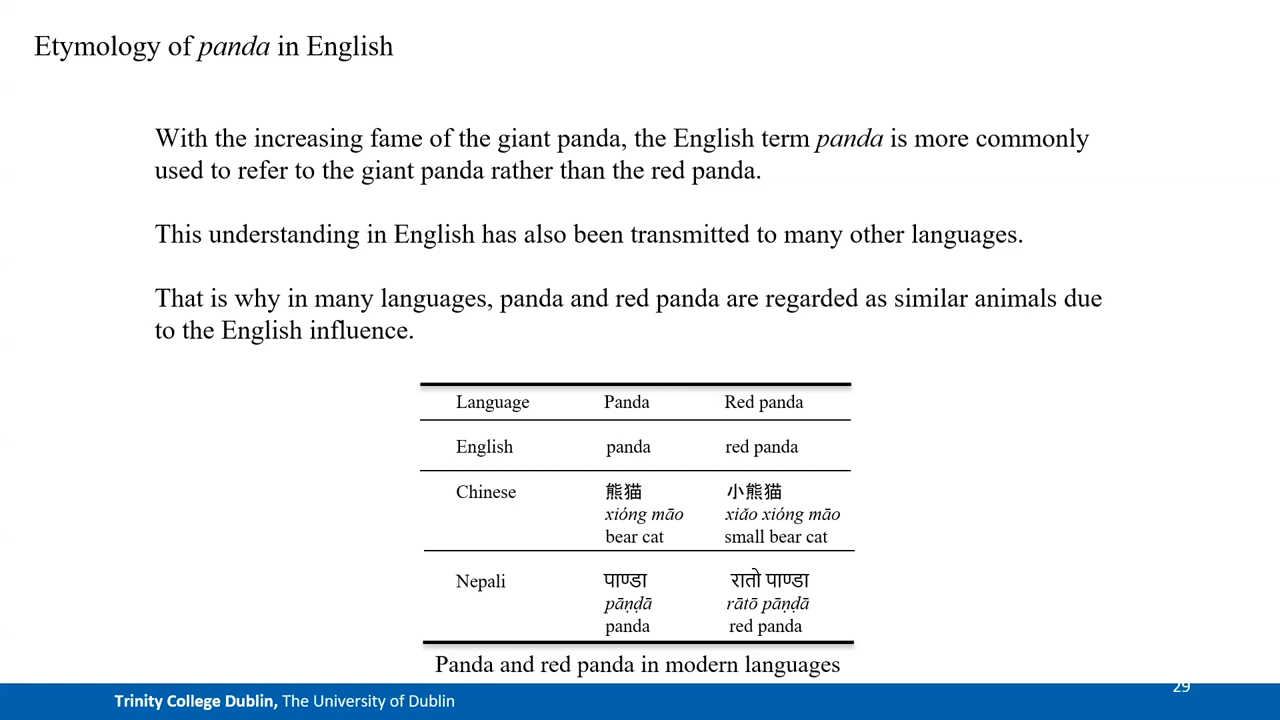 Etymology of panda in English
With the increasing fame of the giant panda, the English term panda is more commonly
used to refer to the giant panda rather than the red panda.
This understanding in English has also been transmitted to many other languages.
That is why in many languages, panda and red panda are regarded as similar animals due
to the English influence.
Language Panda Red panda
English panda red panda
Chinese 熊猫 小熊猫
xióng māo xiǎo xióng māo
bear cat small bear cat
Nepali पाण्डा रातो पाण्डा
pāṇḍā rātō pāṇḍā
panda red panda
Panda and red panda in modern languages
29
Trinity College Dublin, The University of Dublin